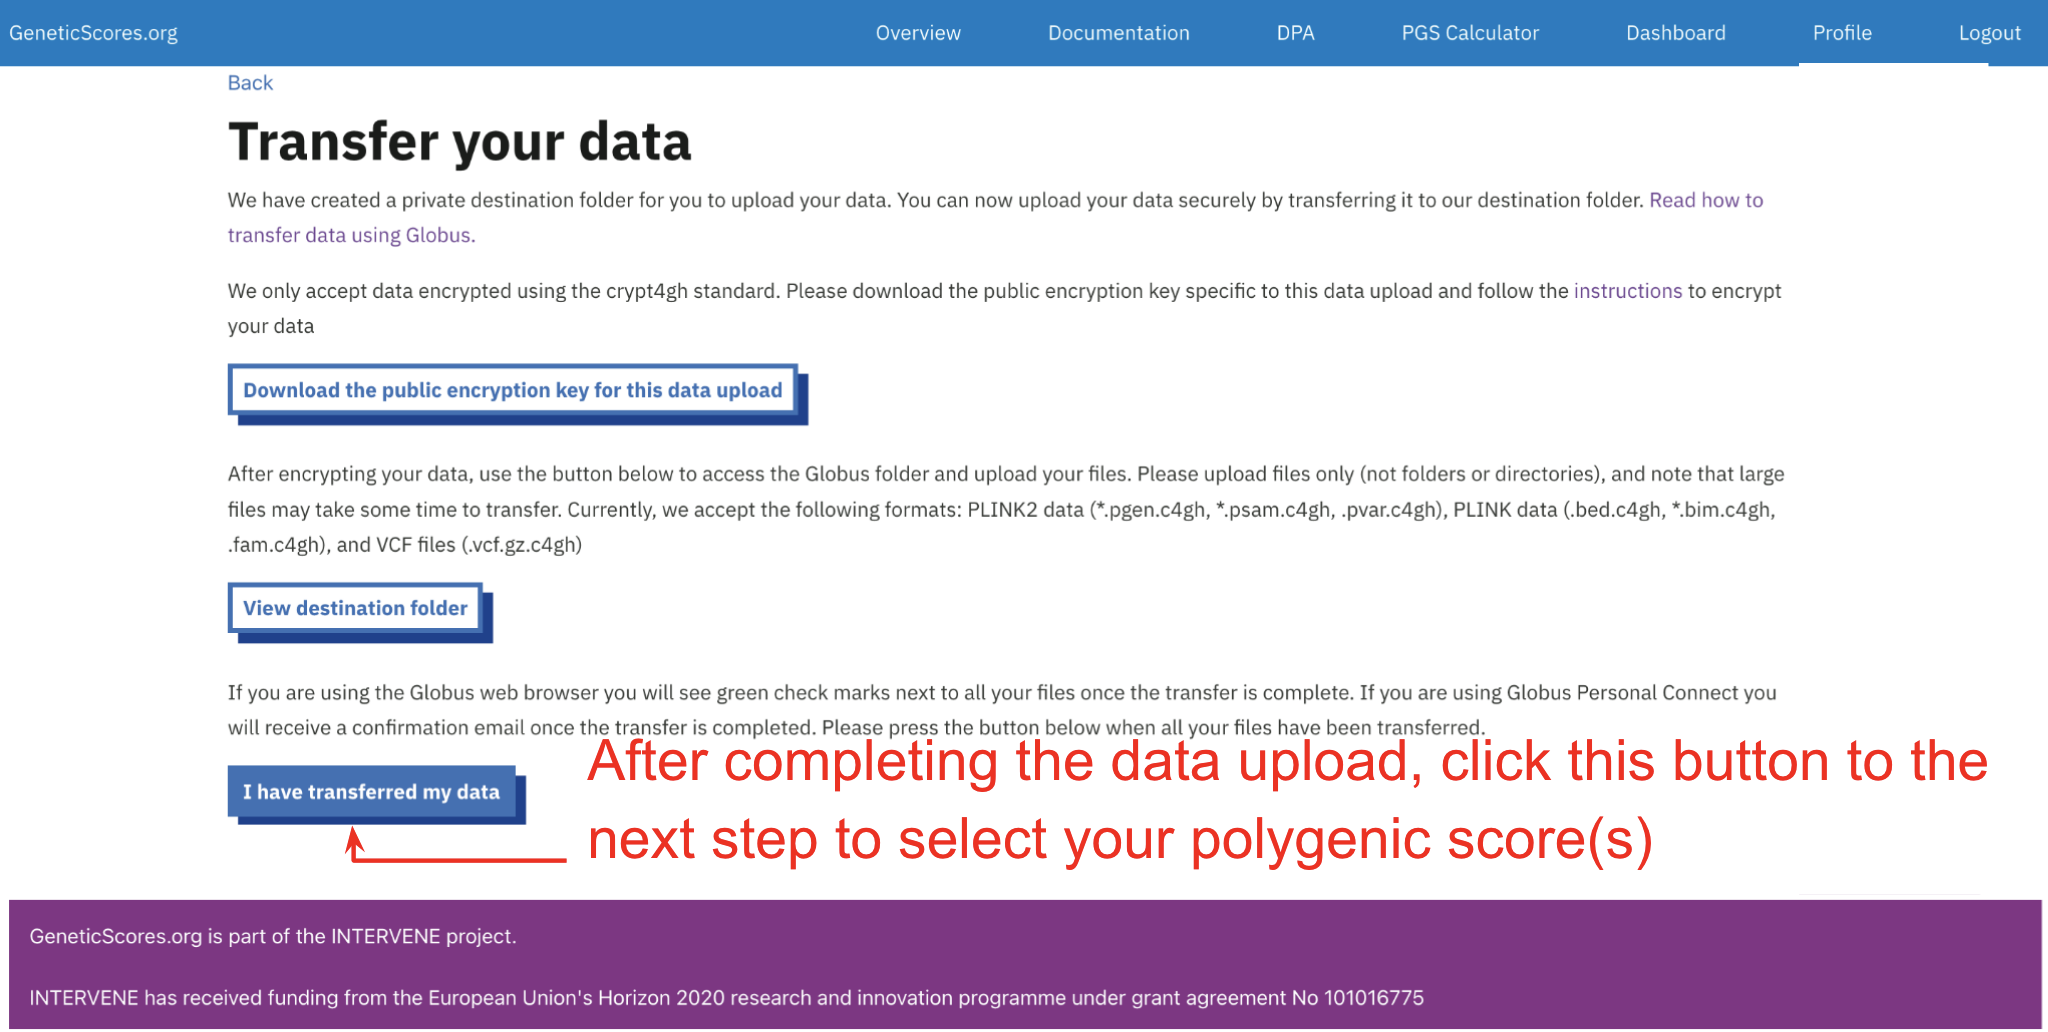 GeneticScores.org Overview Documentation DPA PGS Calculator Dashboard Profile Logout
Back
Transfer your data
We have created a private destination folder for you to upload your data. You can now upload your data securely by transferring it to our destination folder. Read how to
transfer data using Globus.
We only accept data encrypted using the crypt4gh standard. Please download the public encryption key specific to this data upload and follow the instructions to encrypt
your data
Download the public encryption key for this data upload
After encrypting your data, use the button below to access the Globus folder and upload your files. Please upload files only (not folders or directories), and note that large
files may take some time to transfer. Currently, we accept the following formats: PLINK2 data (*.pgen.c4gh, *.psam.c4gh, .pvar.c4gh), PLINK data (.bed.c4gh, *.bim.c4gh,
.fam.c4gh), and VCF files (.vcf.gz.c4gh)
View destination folder
If you are using the Globus web browser you will see green check marks next to all your files once the transfer is complete. If you are using Globus Personal Connect you
will receive a confirmation email once the transfer is completed. Please press the button below when all your files have been transferred.
I have transferred my data
After completing the data upload, click this button to the
next step to select your polygenic score(s)
GeneticScores.org is part of the INTERVENE project.
INTERVENE has received funding from the European Union's Horizon 2020 research and innovation programme under grant agreement No 101016775